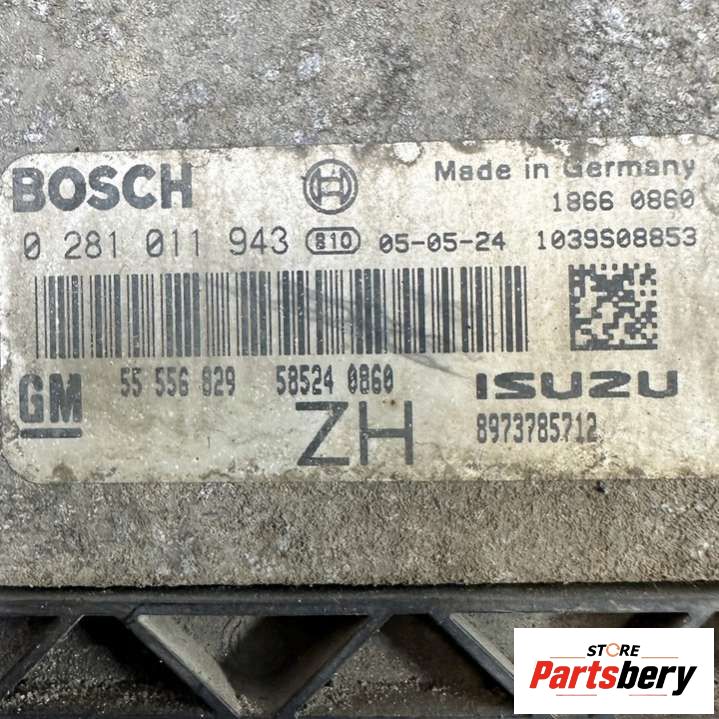 BOSCH
Made in Germany
1866 0860
0 281 011 943 810 05-05-24 1039S08853
GM 55 556 829 58524 0860 ISUZU
ZH 8973785712
STORE
Partsbery